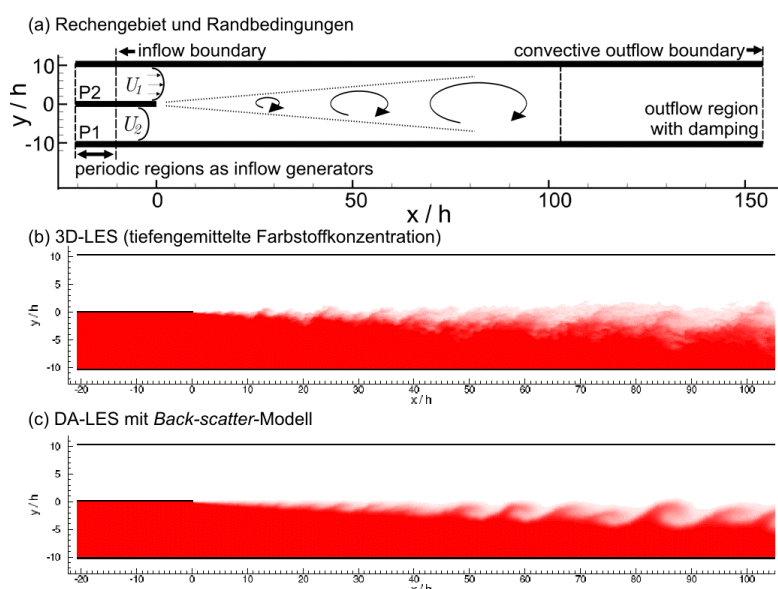 (a) Rechengebiet und Randbedingungen
inflow boundary
convective outflow boundary
10
0
-10
y / h
P2
U1
P1
U2
outflow region
with damping
periodic regions as inflow generators
0 50 100 150
x / h
(b) 3D-LES (tiefengemittelte Farbstoffkonzentration)
10
5
0
-5
-10
y / h
-20 -10 0 10 20 30 40 50 60 70 80 90 100
x / h
(c) DA-LES mit Back-scatter-Modell
10
5
0
-5
-10
y / h
-20 -10 0 10 20 30 40 50 60 70 80 90 100
x / h